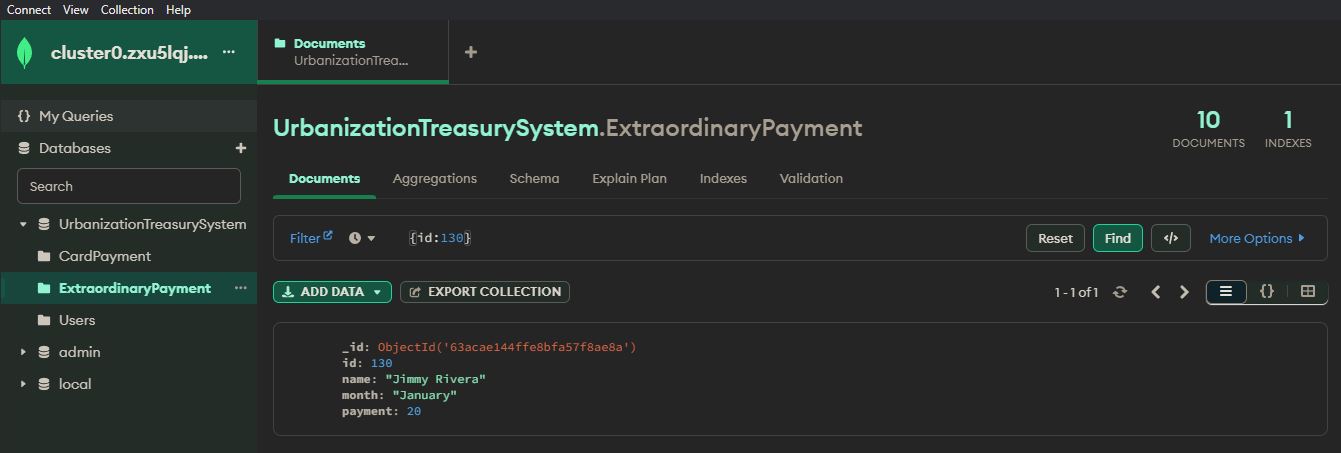 Connect View Collection Help
cluster0.zxu5lqj.... ...
Documents
UrbanizationTrea...
+
{} My Queries
Databases +
Search
UrbanizationTreasurySystem
CardPayment
ExtraordinaryPayment ...
Users
admin
local
UrbanizationTreasurySystem.ExtraordinaryPayment
10
DOCUMENTS
1
INDEXES
Documents Aggregations Schema Explain Plan Indexes Validation
Filter {id:130} Reset Find </> More Options
ADD DATA EXPORT COLLECTION 1 - 1 of 1 {}
_id: ObjectId('63acae144ffe8bfa57f8ae8a')
id: 130
name: "Jimmy Rivera"
month: "January"
payment: 20